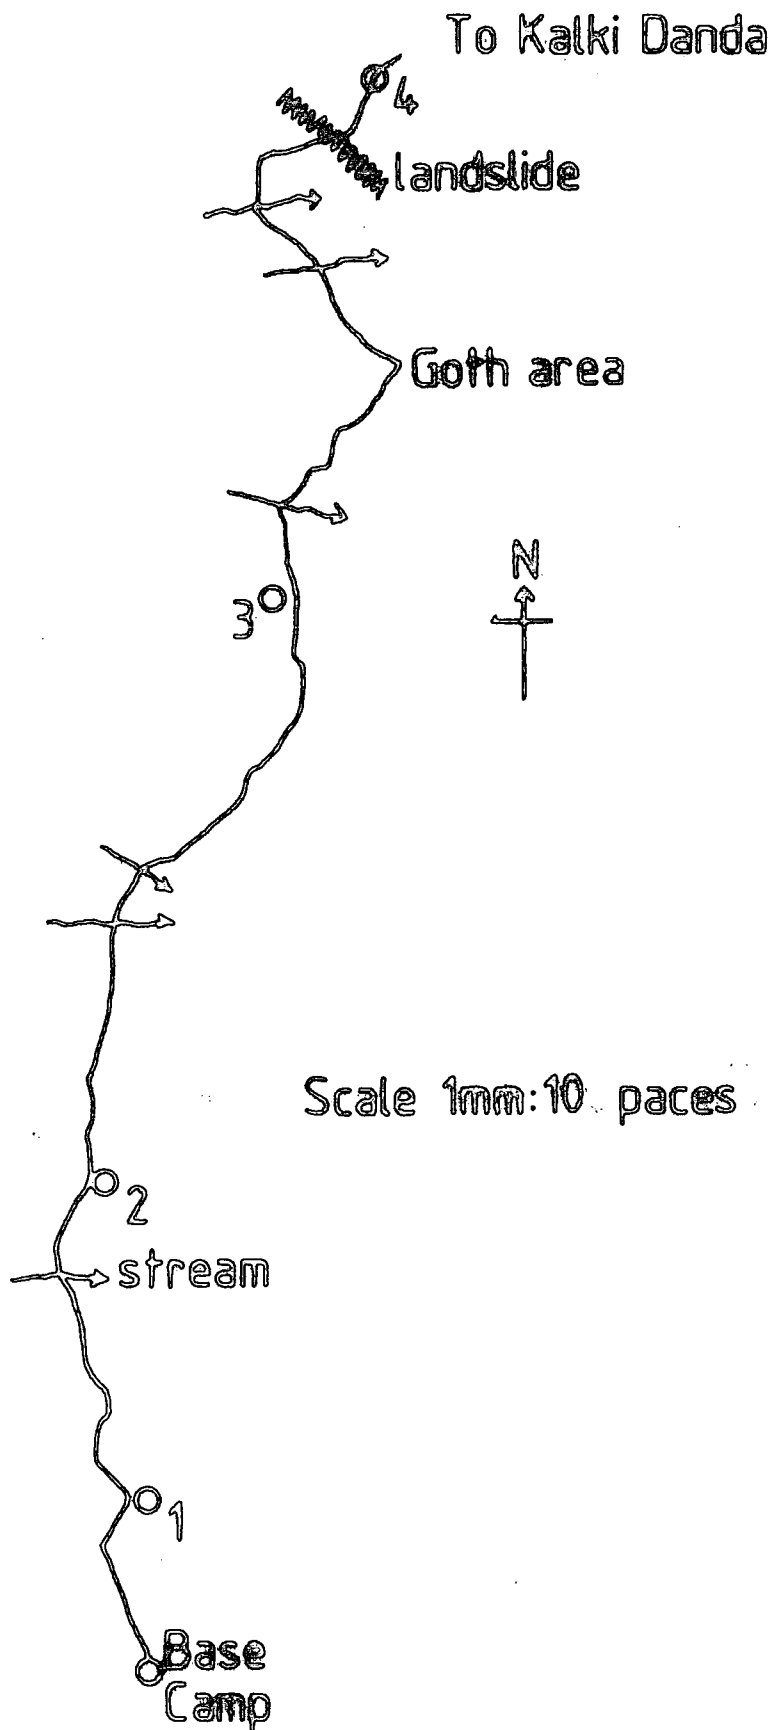 To Kalki Danda
4
landslide
Goth area
N
3
Scale 1mm:10 paces
2
stream
1
Base
Camp